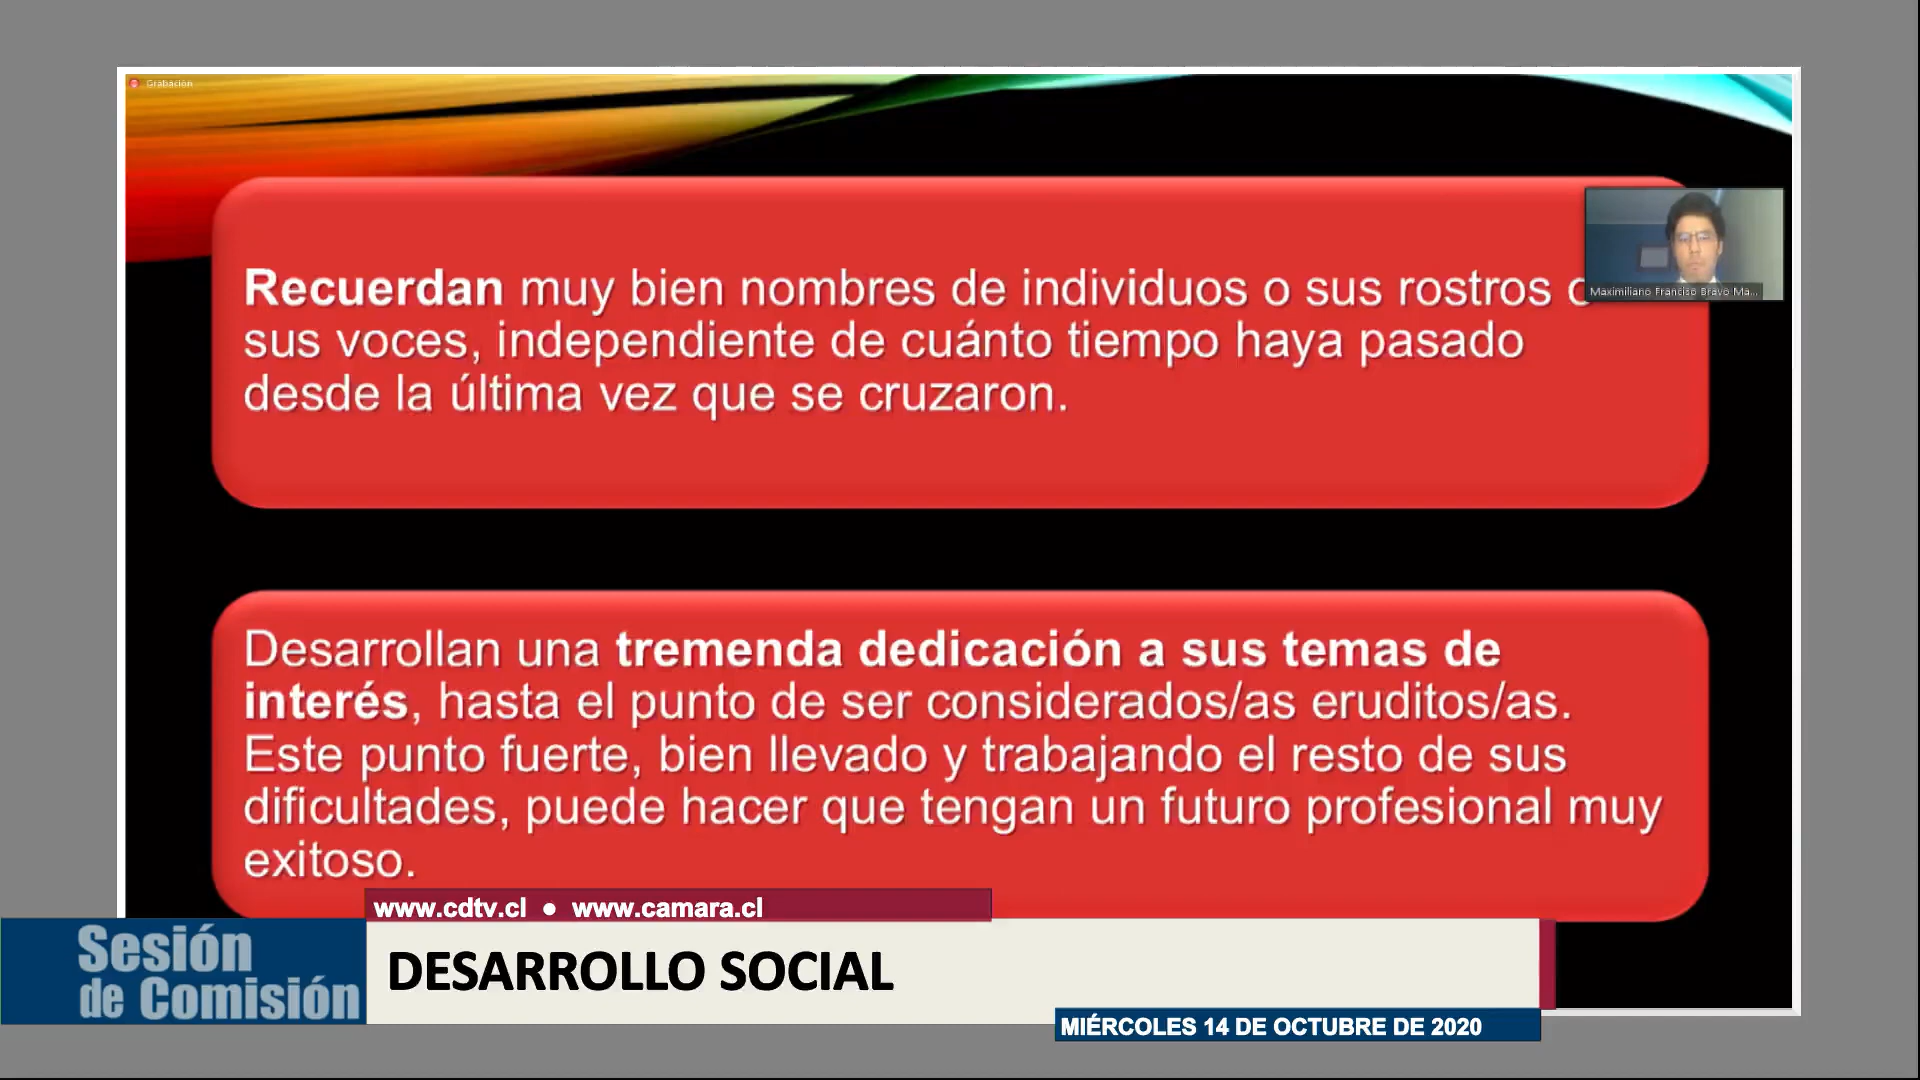 Grabación
Recuerdan muy bien nombres de individuos o sus rostros o
sus voces, independiente de cuánto tiempo haya pasado
desde la última vez que se cruzaron.
Maximiliano Franciso Bravo Ma...
Desarrollan una tremenda dedicación a sus temas de
interés, hasta el punto de ser considerados/as eruditos/as.
Este punto fuerte, bien llevado y trabajando el resto de sus
dificultades, puede hacer que tengan un futuro profesional muy
exitoso.
www.cdtv.cl ● www.camara.cl
Sesión
de Comisión
DESARROLLO SOCIAL
MIÉRCOLES 14 DE OCTUBRE DE 2020